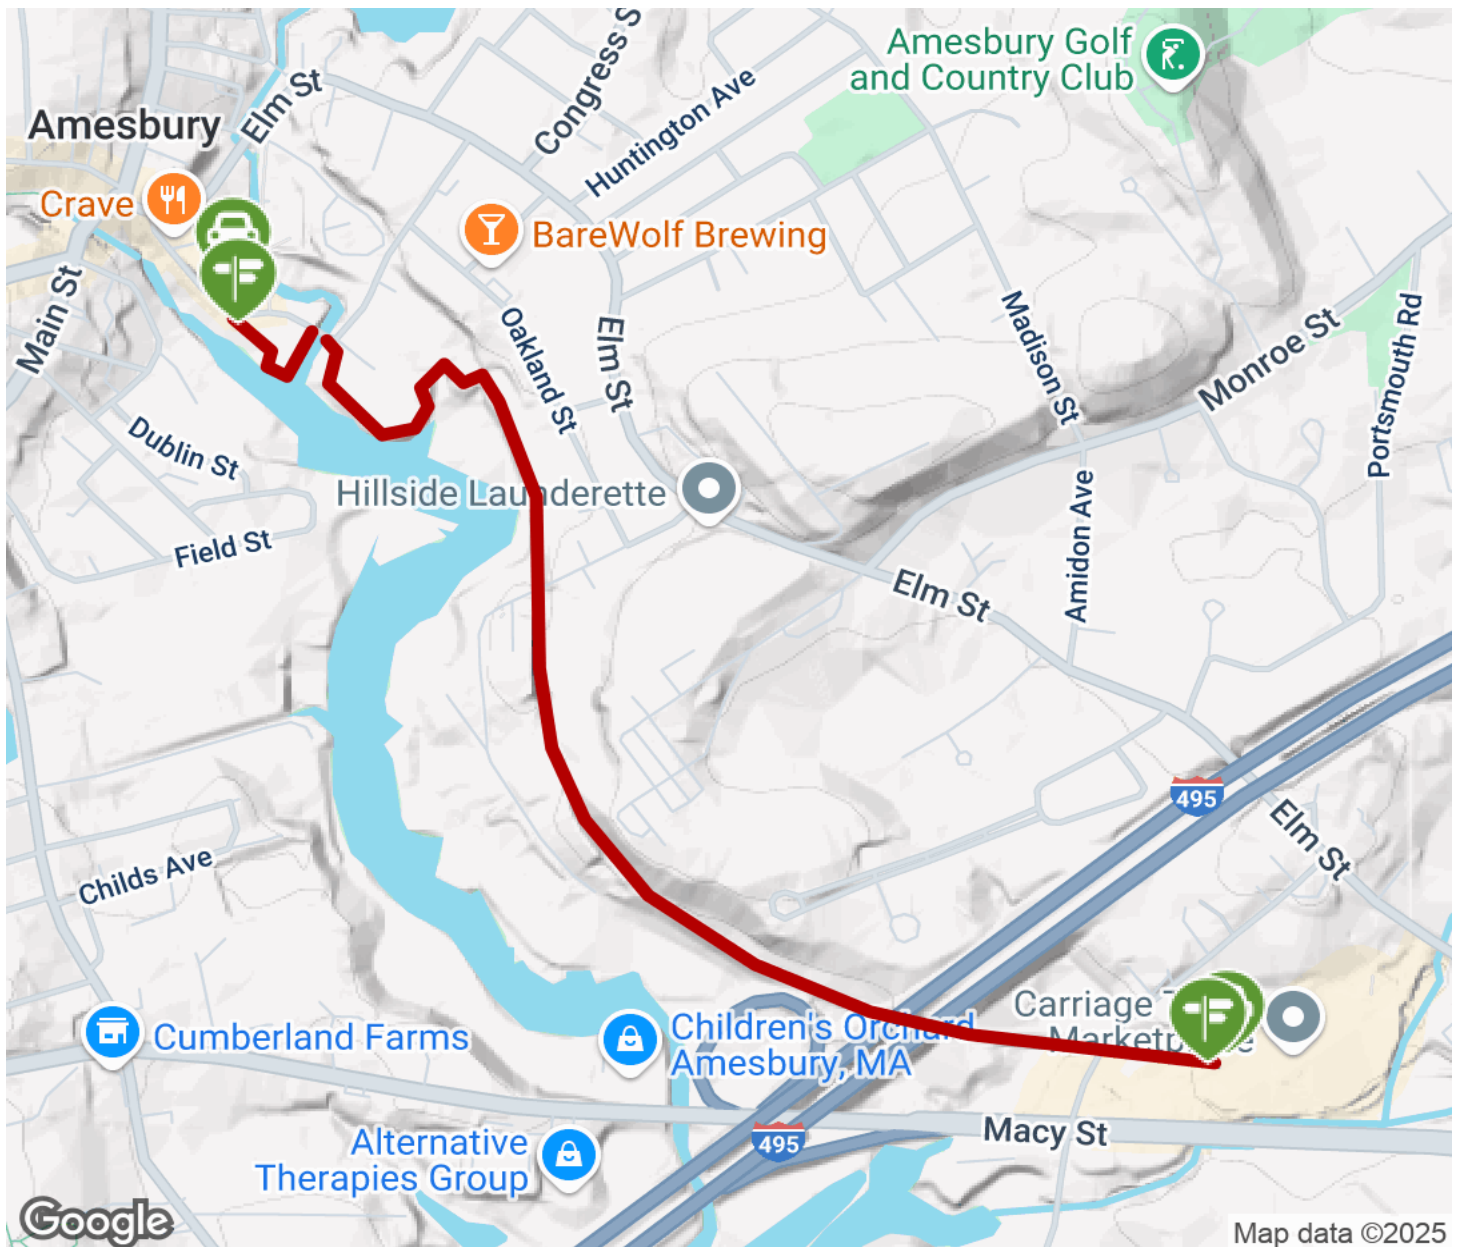 Amesbury Golf
and Country Club
Congress S
Elm St
Huntington Ave
Amesbury
Crave
BareWolf Brewing
Main St
Oakland St
Elm St
Madison St
Monroe St
Portsmouth Rd
Dublin St
Hillside Launderette
Field St
Amidon Ave
Elm St
495
Elm St
Childs Ave
Carriage T
Marketplace
Children's Orchard
Amesbury, MA
Cumberland Farms
Macy St
495
Alternative
Therapies Group
Google
Map data ©2025